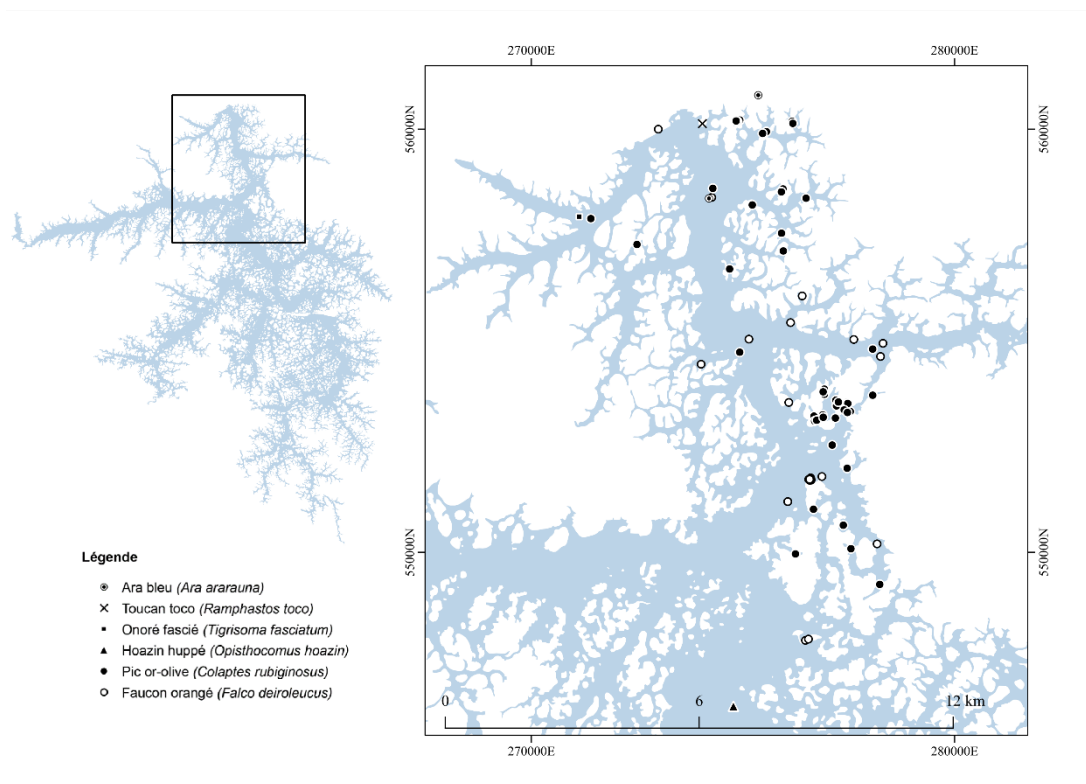 270000E
280000E
560000N
560000N
550000N
550000N
Légende
Ara bleu (Ara ararauna)
Toucan toco (Ramphastos toco)
Onoré fascié (Tigrisoma fasciatum)
Hoazin huppé (Opisthocomus hoazin)
Pic or-olive (Colaptes rubiginosus)
Faucon orangé (Falco deiroleucus)
0
6
12 km
270000E
280000E